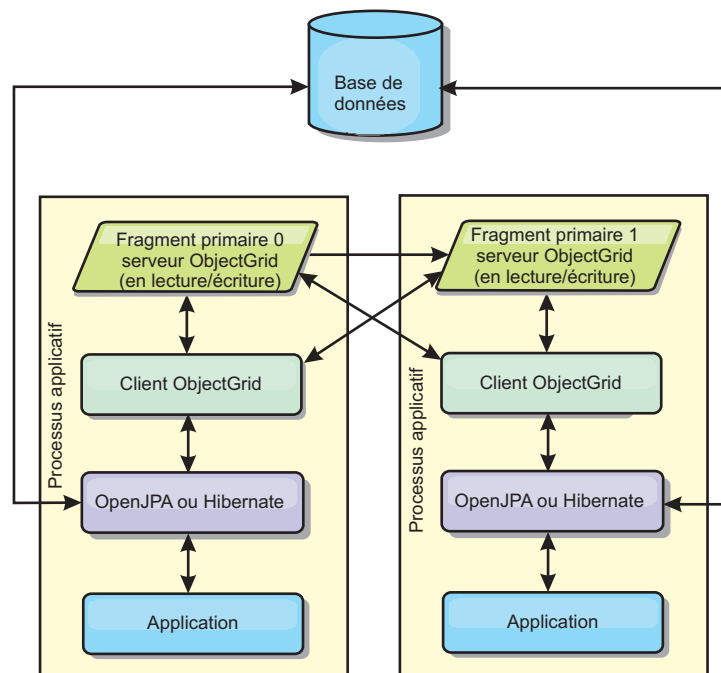 Base de
données
Fragment primaire 0
serveur ObjectGrid
(en lecture/écriture)
Client ObjectGrid
OpenJPA ou Hibernate
Application
Processus applicatif
Fragment primaire 1
serveur ObjectGrid
(en lecture/écriture)
Client ObjectGrid
OpenJPA ou Hibernate
Application
Processus applicatif